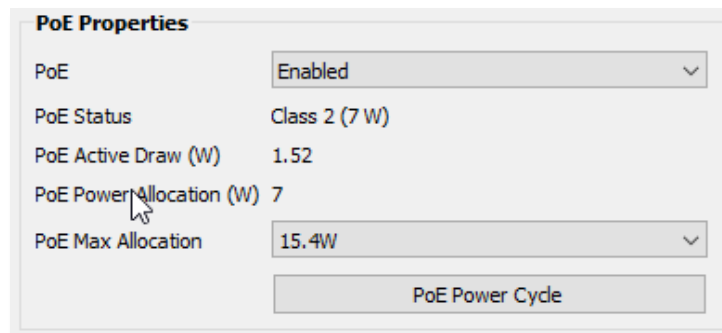 PoE Properties
PoE Enabled
PoE Status Class 2 (7 W)
PoE Active Draw (W) 1.52
PoE Power Allocation (W) 7
PoE Max Allocation 15.4W
PoE Power Cycle